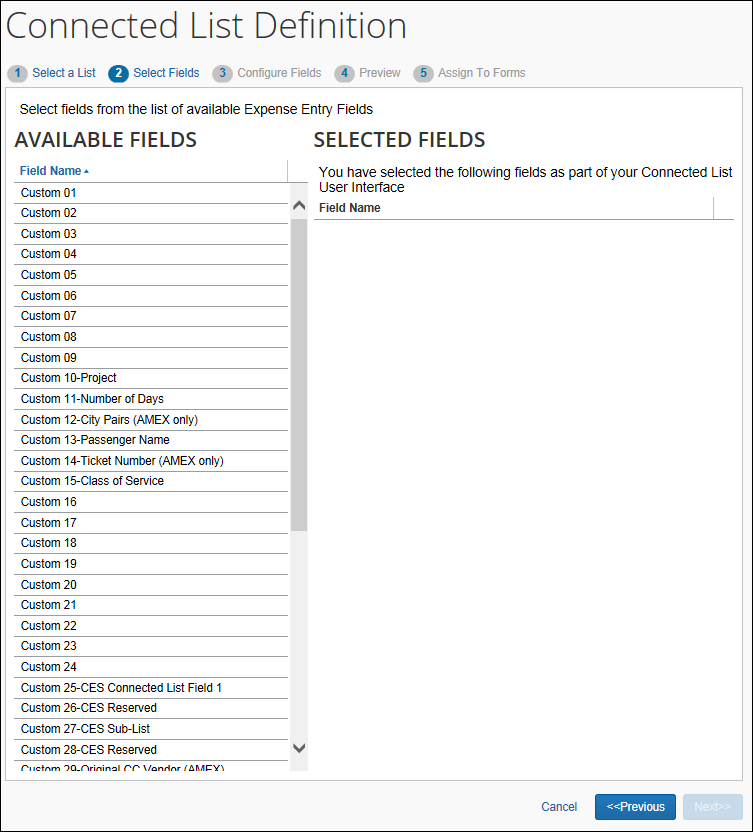 Connected List Definition
1 Select a List 2 Select Fields 3 Configure Fields 4 Preview 5 Assign To Forms
Select fields from the list of available Expense Entry Fields
AVAILABLE FIELDS
Field Name
Custom 01
Custom 02
Custom 03
Custom 04
Custom 05
Custom 06
Custom 07
Custom 08
Custom 09
Custom 10-Project
Custom 11-Number of Days
Custom 12-City Pairs (AMEX only)
Custom 13-Passenger Name
Custom 14-Ticket Number (AMEX only)
Custom 15-Class of Service
Custom 16
Custom 17
Custom 18
Custom 19
Custom 20
Custom 21
Custom 22
Custom 23
Custom 24
Custom 25-CES Connected List Field 1
Custom 26-CES Reserved
Custom 27-CES Sub-List
Custom 28-CES Reserved
Custom 29-Original CC Vendor (AMEX)
SELECTED FIELDS
You have selected the following fields as part of your Connected List
User Interface
Field Name
Cancel <<Previous Next>>